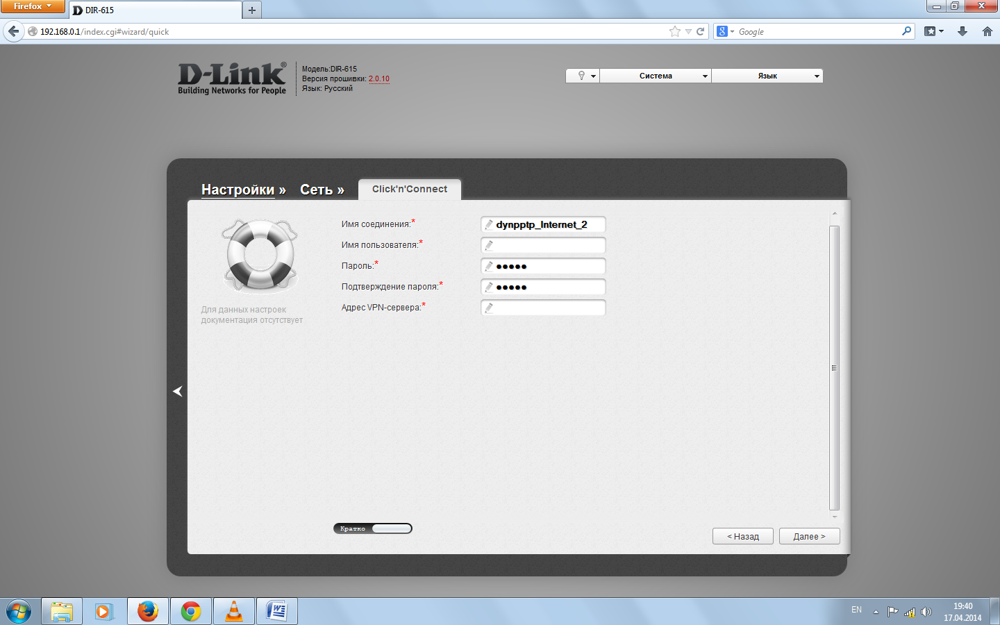 Firefox
DIR-615
192.168.0.1/index.cgi#wizard/quick
Google
D-Link®
Building Networks for People
Модель:DIR-615
Версия прошивки: 2.0.10
Язык: Русский
Система
Язык
Настройки » Сеть » Click'n'Connect
Имя соединения:* dynpptp_Internet_2
Имя пользователя:*
Пароль:* ●●●●●
Подтверждение пароля:* ●●●●●
Адрес VPN-сервера:*
Для данных настроек
документация отсутствует
Кратко
< Назад
Далее >
EN
19:40
17.04.2014